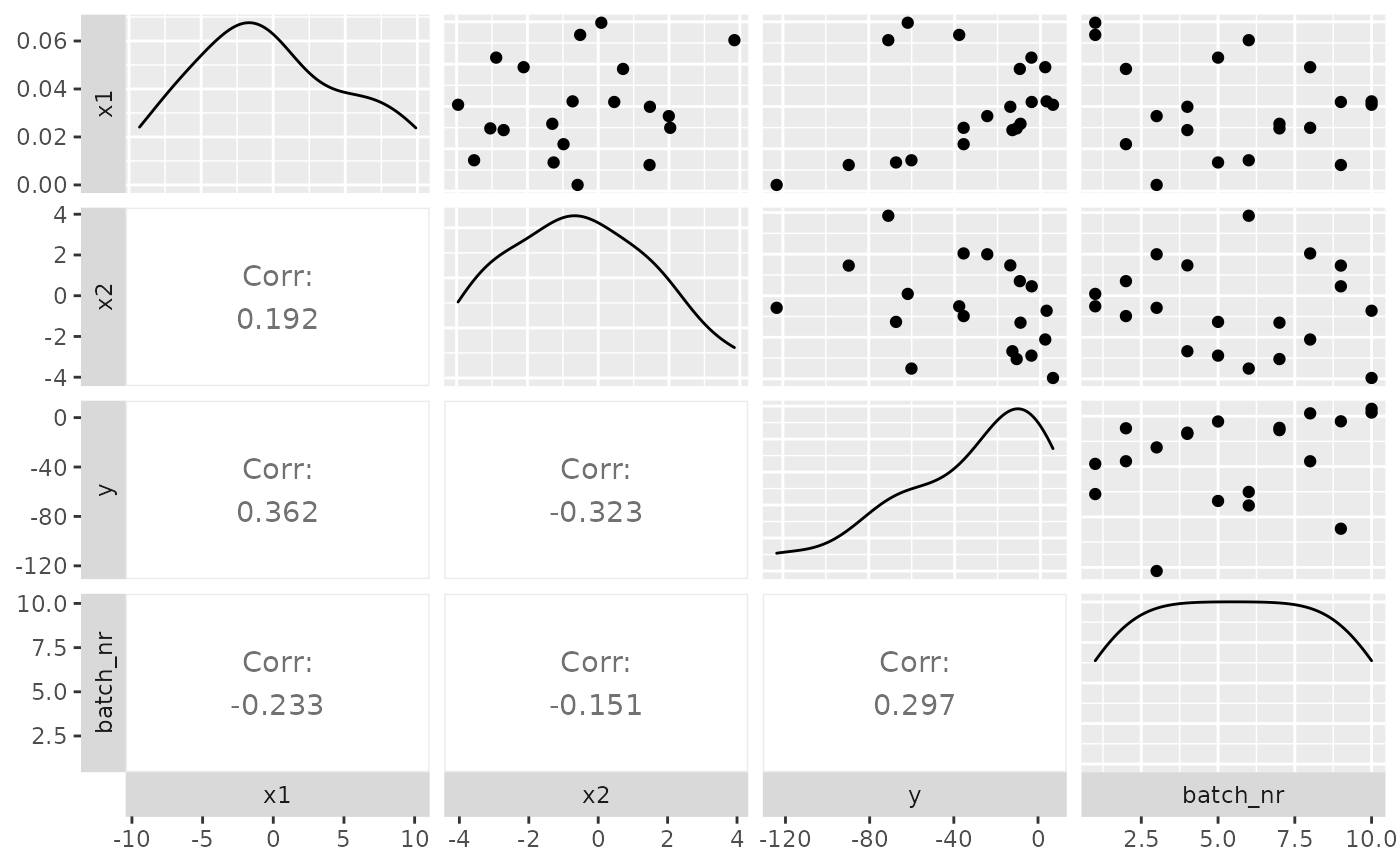 0.06
0.04
0.02
0.00
x1
4
2
0
-2
-4
x2
Corr:
0.192
0
-40
-80
-120
y
Corr:
0.362
Corr:
-0.323
10.0
7.5
5.0
2.5
batch_nr
Corr:
-0.233
Corr:
-0.151
Corr:
0.297
x1 x2 y batch_nr
-10 -5 0 5 10 -4 -2 0 2 4 -120 -80 -40 0 2.5 5.0 7.5 10.0